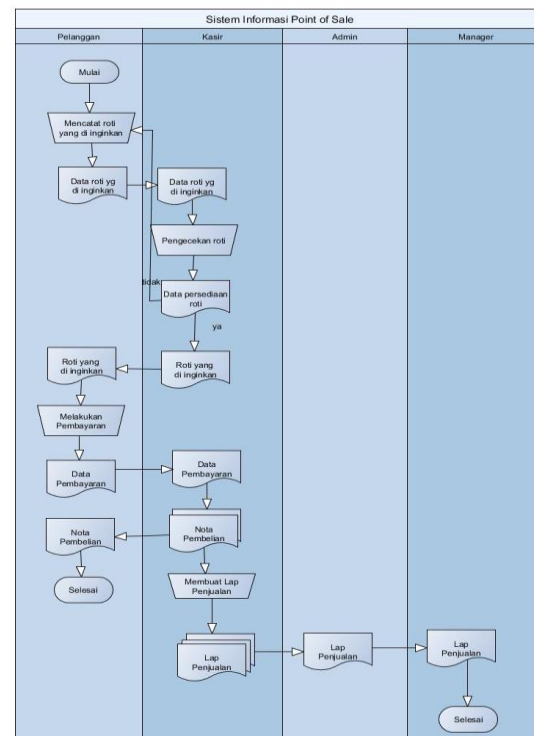 Sistem Informasi Point of Sale
Pelanggan
Kasir
Admin
Manager
Mulai
Mencatat roti
yang di inginkan
Data roti yg
di inginkan
Data roti yg
di inginkan
Pengecekan roti
tidak
Data persediaan
roti
ya
Roti yang
di inginkan
Roti yang
di inginkan
Melakukan
Pembayaran
Data
Pembayaran
Data
Pembayaran
Nota
Pembelian
Nota
Pembelian
Selesai
Membuat Lap
Penjualan
Lap
Penjualan
Lap
Penjualan
Lap
Penjualan
Selesai